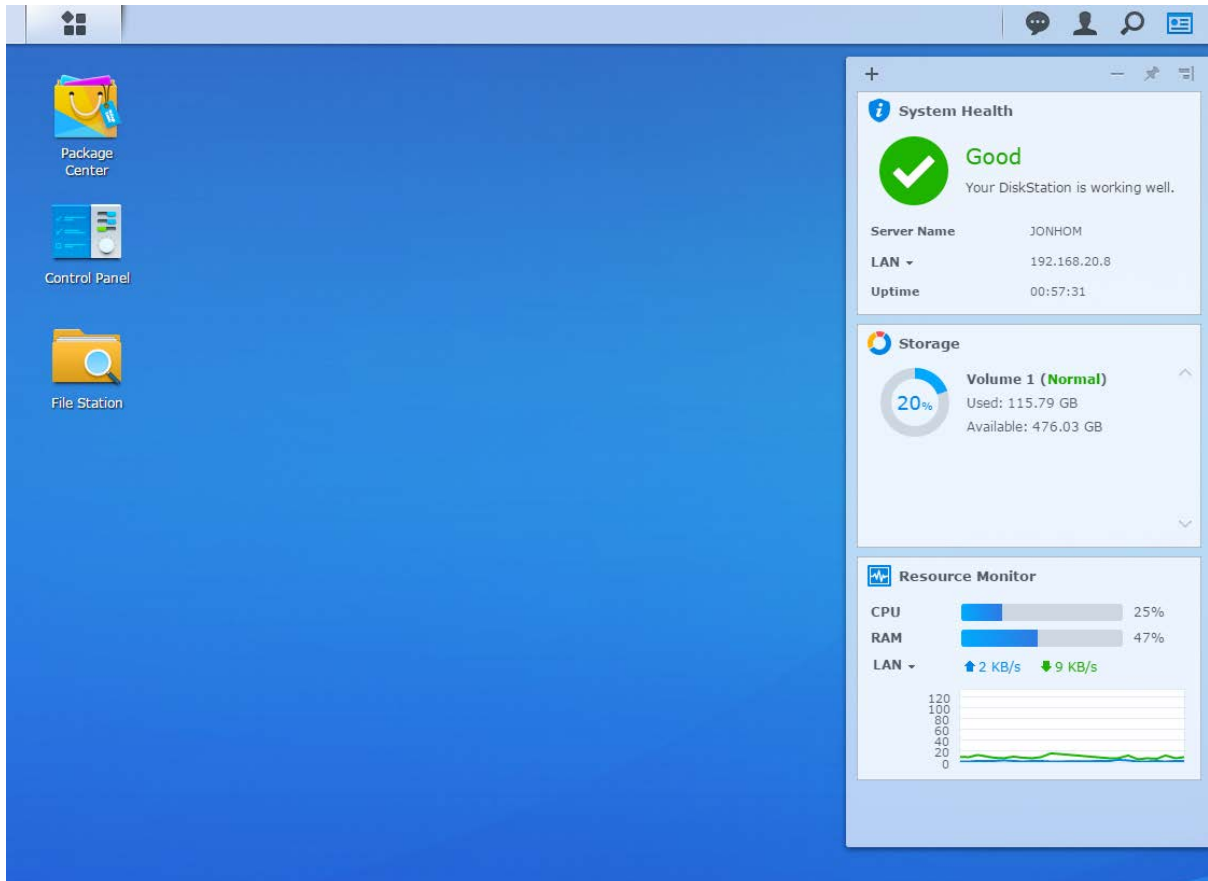 Package
Center
Control Panel
File Station
System Health
Good
Your DiskStation is working well.
Server Name JONHOM
LAN 192.168.20.8
Uptime 00:57:31
Storage
20%
Volume 1 (Normal)
Used: 115.79 GB
Available: 476.03 GB
Resource Monitor
CPU 25%
RAM 47%
LAN 2 KB/s 9 KB/s
120
100
80
60
40
20
0